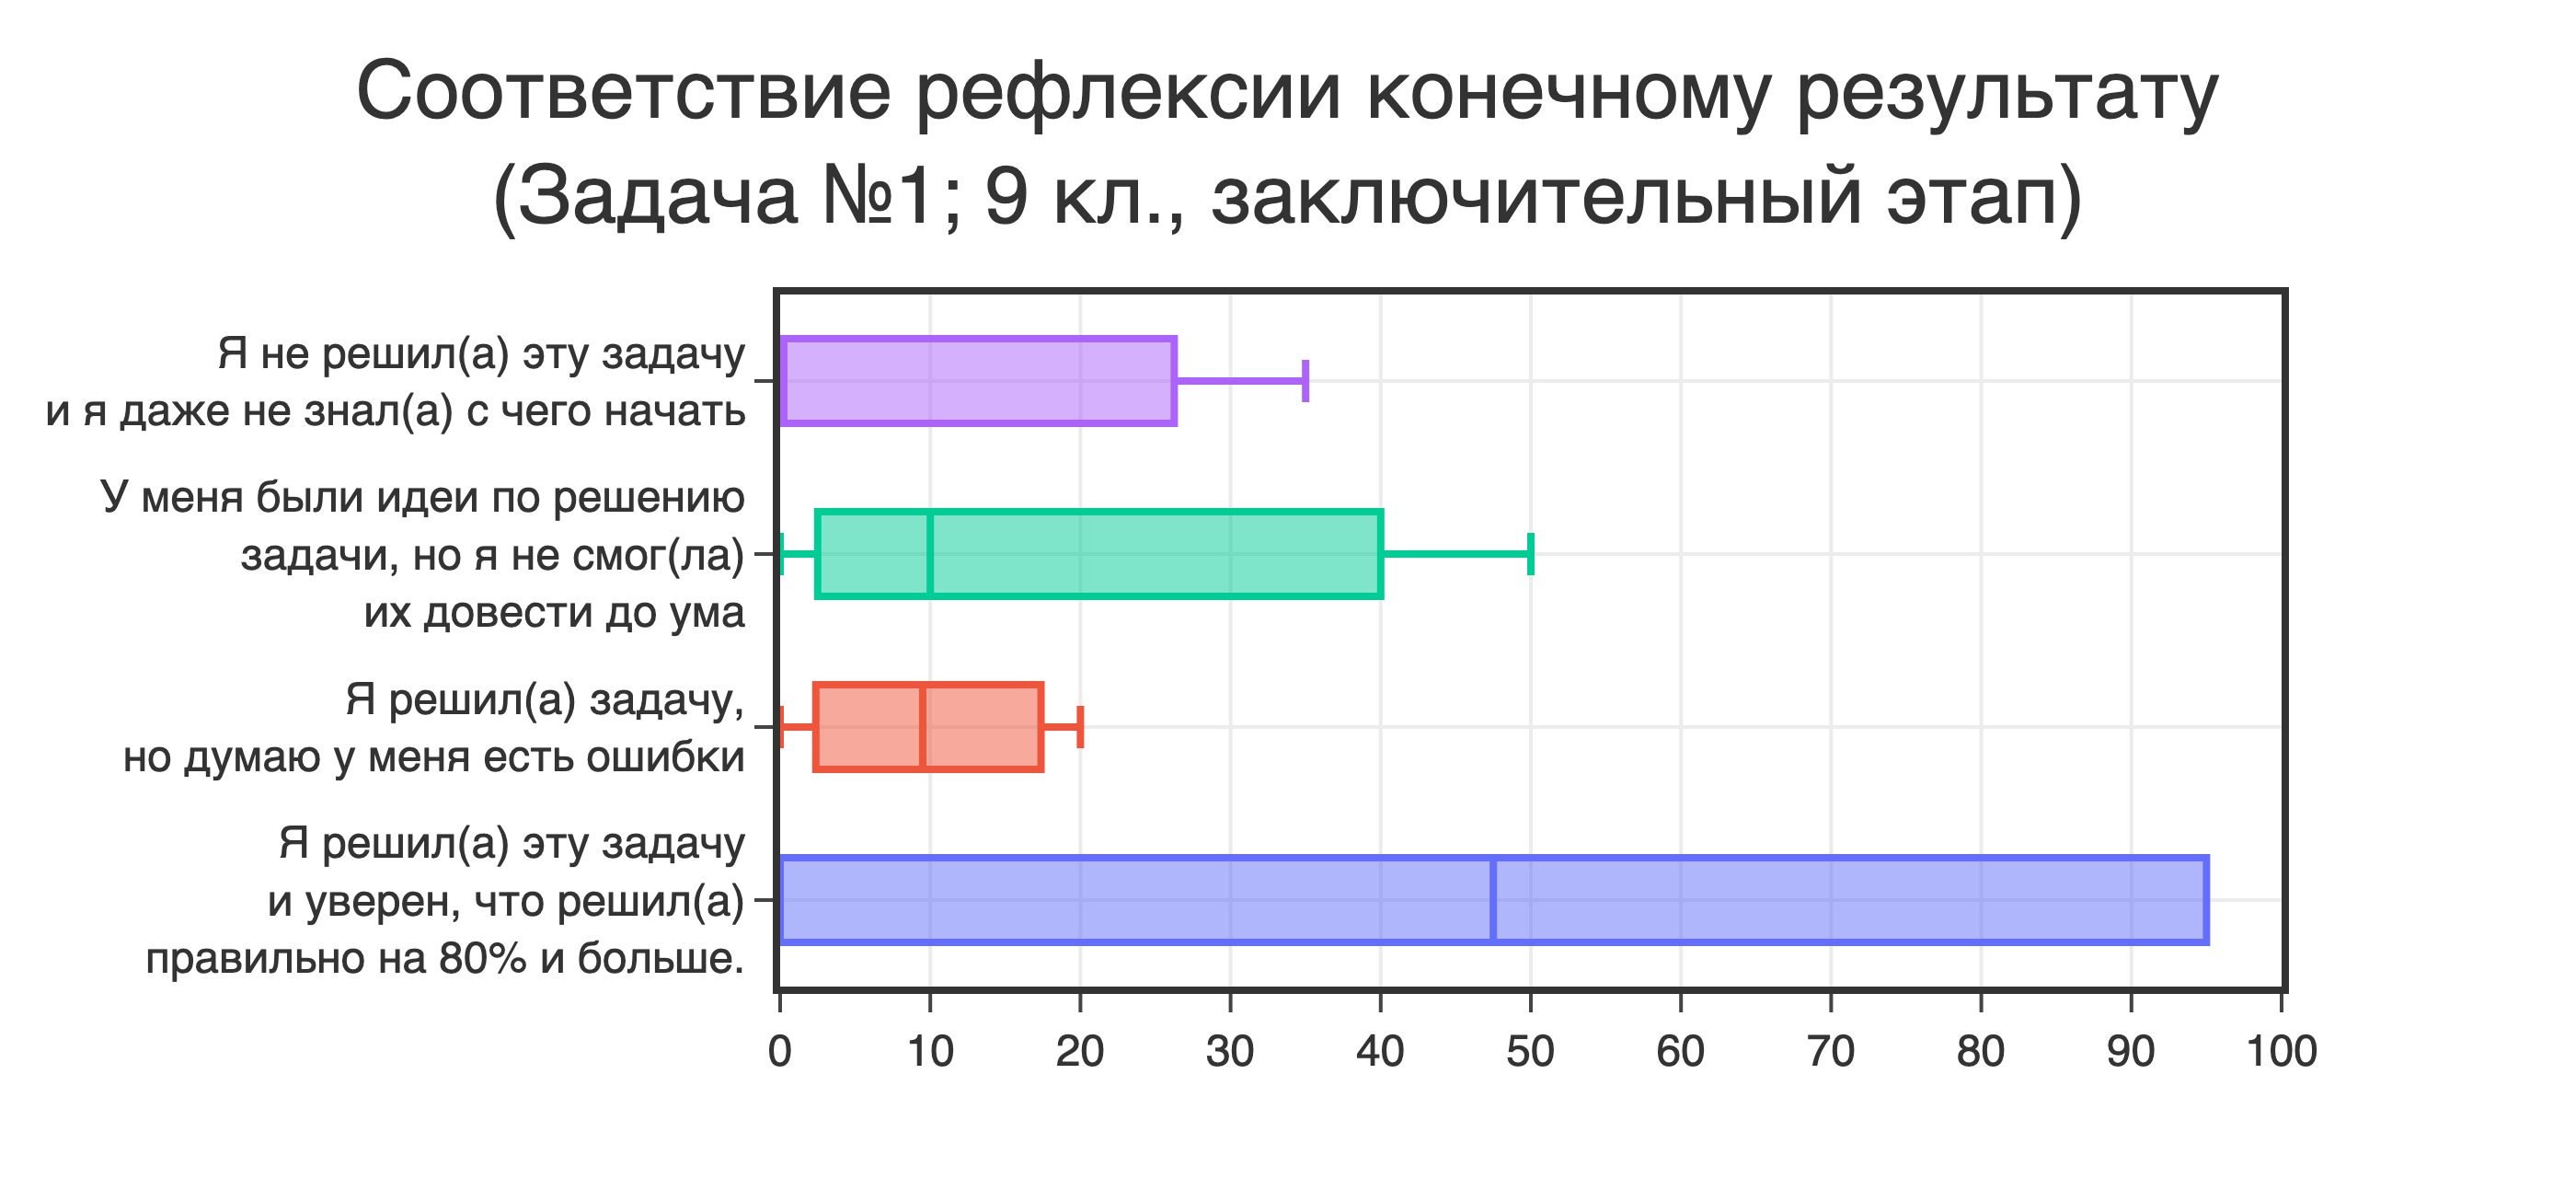 Соответствие рефлексии конечному результату
(Задача №1; 9 кл., заключительный этап)
Я не решил(а) эту задачу
и я даже не знал(а) с чего начать
У меня были идеи по решению
задачи, но я не смог(ла)
их довести до ума
Я решил(а) задачу,
но думаю у меня есть ошибки
Я решил(а) эту задачу
и уверен, что решил(а)
правильно на 80% и больше.
0 10 20 30 40 50 60 70 80 90 100